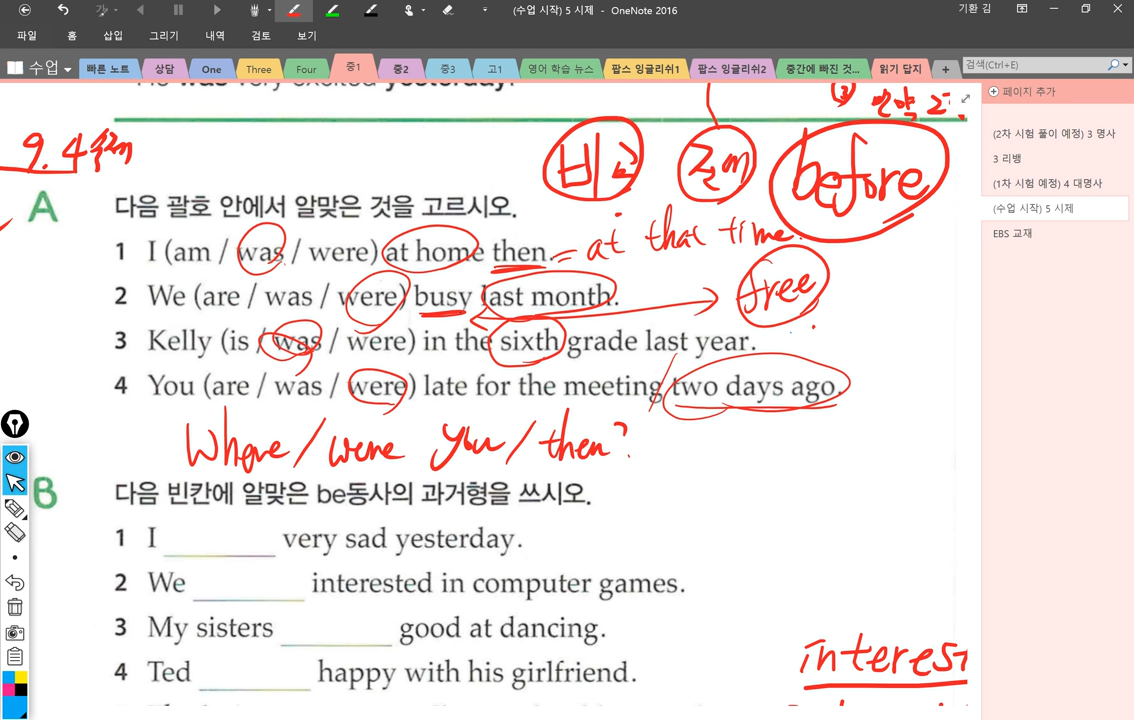 (수업 시작) 5 시제 - OneNote 2016
기환 김
파일 홈 삽입 그리기 내역 검토 보기
수업 빠른 노트 상담 One Three Four 중1 중2 중3 고1 영어 학습 뉴스 팝스 잉글리쉬1 팝스 잉글리쉬2 중간에 빠진 것... 읽기 답지 + 검색(Ctrl+E)
페이지 추가
(2차 시험 풀이 예정) 3 명사
3 리뱅
(1차 시험 예정) 4 대명사
(수업 시작) 5 시제
EBS 교재
was very excited yesterday.
9.4
before
A 다음 괄호 안에서 알맞은 것을 고르시오.
1 I (am / was / were) at home then. = at that time.
2 We (are / was / were) busy last month. free
3 Kelly (is / was / were) in the sixth grade last year.
4 You (are / was / were) late for the meeting two days ago.
Where / were you / then?
B 다음 빈칸에 알맞은 be동사의 과거형을 쓰시오.
1 I very sad yesterday.
2 We interested in computer games.
3 My sisters good at dancing.
4 Ted happy with his girlfriend.
interest